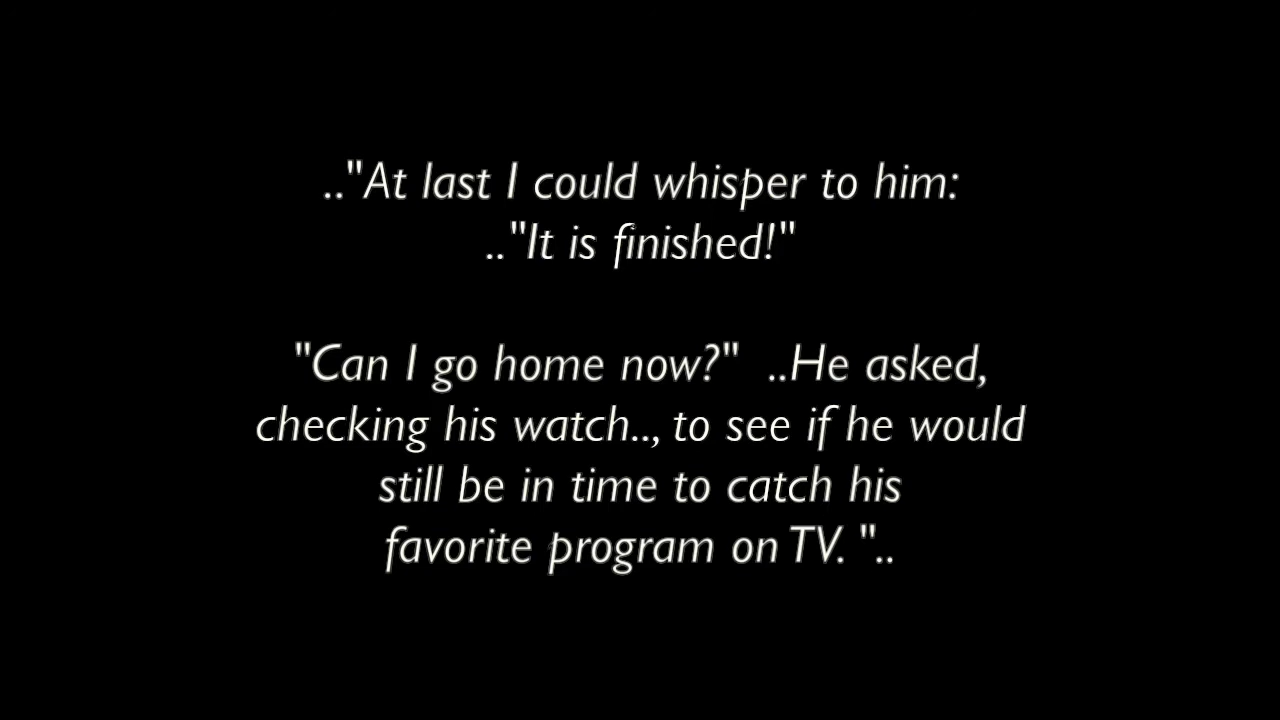 .."At last I could whisper to him:
.."It is finished!"
"Can I go home now?"  ..He asked,
checking his watch.., to see if he would
still be in time to catch his
favorite program on TV. "..